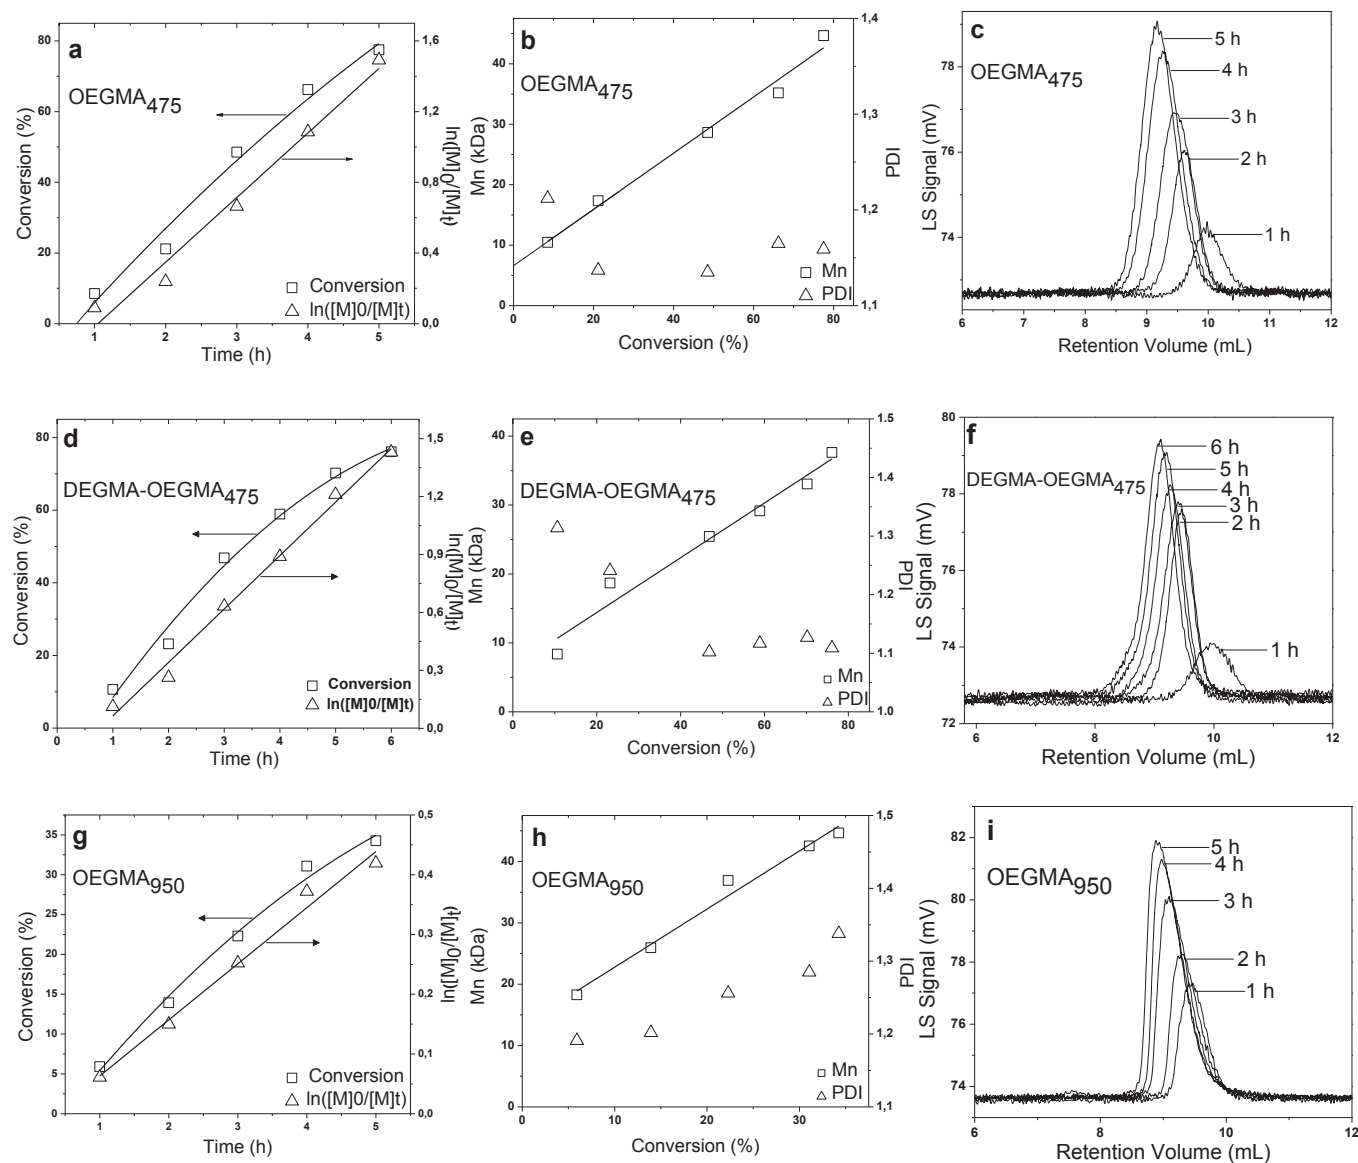 a
OEGMA475
Conversion (%)
80
60
40
20
0
1 2 3 4 5
Time (h)
1,6
1,2
0,8
0,4
0,0
ln([M]0/[M]t)
Conversion
ln([M]0/[M]t)
b
OEGMA475
Mn (kDa)
40
30
20
10
0
0 20 40 60 80
Conversion (%)
1,4
1,3
1,2
1,1
PDI
Mn
PDI
c
OEGMA475
LS Signal (mV)
78
76
74
6 7 8 9 10 11 12
Retention Volume (mL)
5 h
4 h
3 h
2 h
1 h
d
DEGMA-OEGMA475
Conversion (%)
80
60
40
20
0
0 1 2 3 4 5 6
Time (h)
1,5
1,2
0,9
0,6
0,3
0,0
ln([M]0/[M]t)
Conversion
ln([M]0/[M]t)
e
DEGMA-OEGMA475
Mn (kDa)
40
30
20
10
0
0 20 40 60 80
Conversion (%)
1.5
1.4
1.3
1.2
1.1
1.0
PDI
Mn
PDI
f
DEGMA-OEGMA475
LS Signal (mV)
80
78
76
74
72
6 8 10 12
Retention Volume (mL)
6 h
5 h
4 h
3 h
2 h
1 h
g
OEGMA950
Conversion (%)
35
30
25
20
15
10
5
0
1 2 3 4 5
Time (h)
0,5
0,4
0,3
0,2
0,1
0,0
ln([M]0/[M]t)
Conversion
ln([M]0/[M]t)
h
OEGMA950
Mn (kDa)
40
30
20
10
0
0 10 20 30
Conversion (%)
1,5
1,4
1,3
1,2
1,1
PDI
Mn
PDI
i
OEGMA950
LS Signal (mV)
82
80
78
76
74
6 8 10 12
Retention Volume (mL)
5 h
4 h
3 h
2 h
1 h